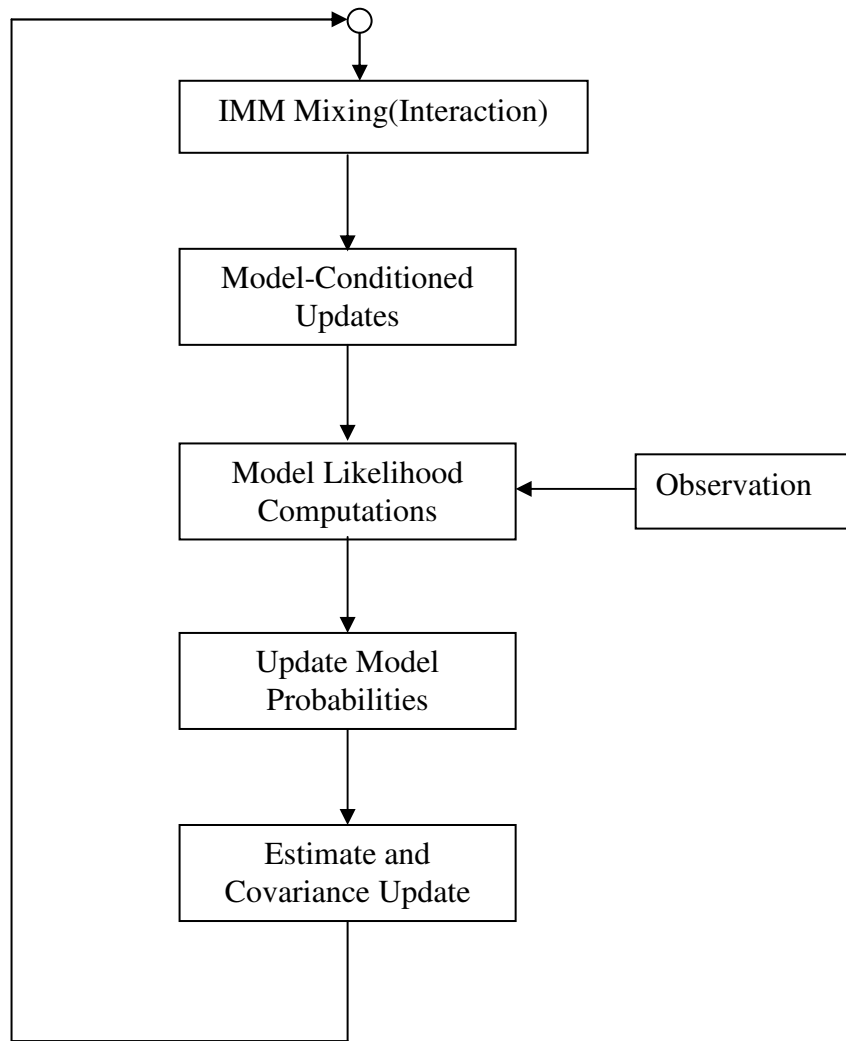 IMM Mixing(Interaction)
Model-Conditioned
Updates
Model Likelihood
Computations
Observation
Update Model
Probabilities
Estimate and
Covariance Update